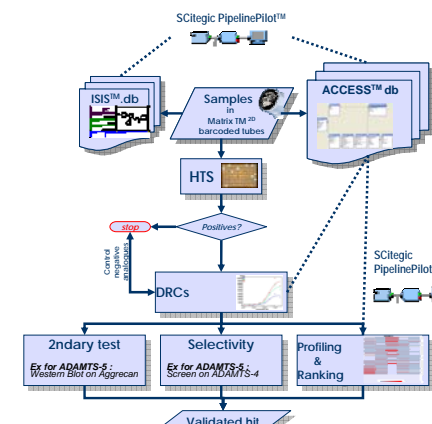 SCitegic PipelinePilot™
ISIS™.db
Samples
in
Matrix TM 2D
barcoded tubes
ACCESS™ db
HTS
Positives?
stop
Control
negative
analogues
DRCs
SCitegic
PipelinePilot
2ndary test
Ex for ADAMTS-5 :
Western Blot on Aggrecan
Selectivity
Ex for ADAMTS-5 :
Screen on ADAMTS-4
Profiling
&
Ranking
Validated hit